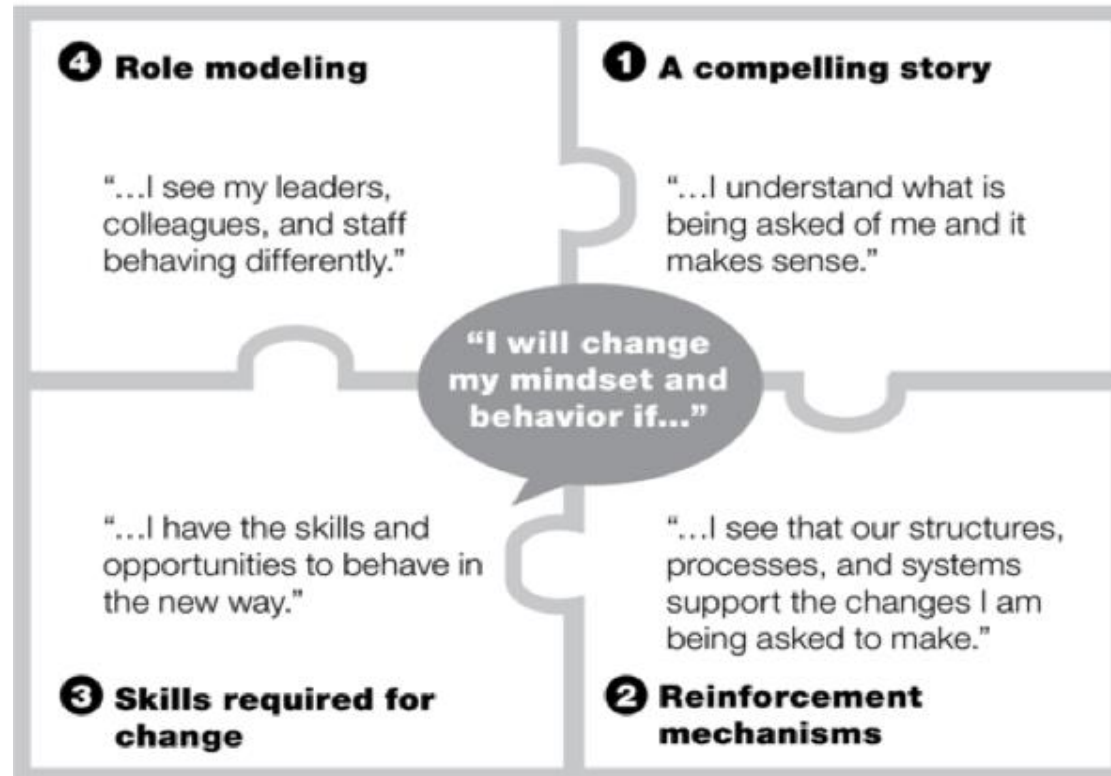 4 Role modeling
"...I see my leaders,
colleagues, and staff
behaving differently."
1 A compelling story
"...I understand what is
being asked of me and it
makes sense."
"I will change
my mindset and
behavior if..."
"...I have the skills and
opportunities to behave in
the new way."
3 Skills required for
change
"...I see that our structures,
processes, and systems
support the changes I am
being asked to make."
2 Reinforcement
mechanisms